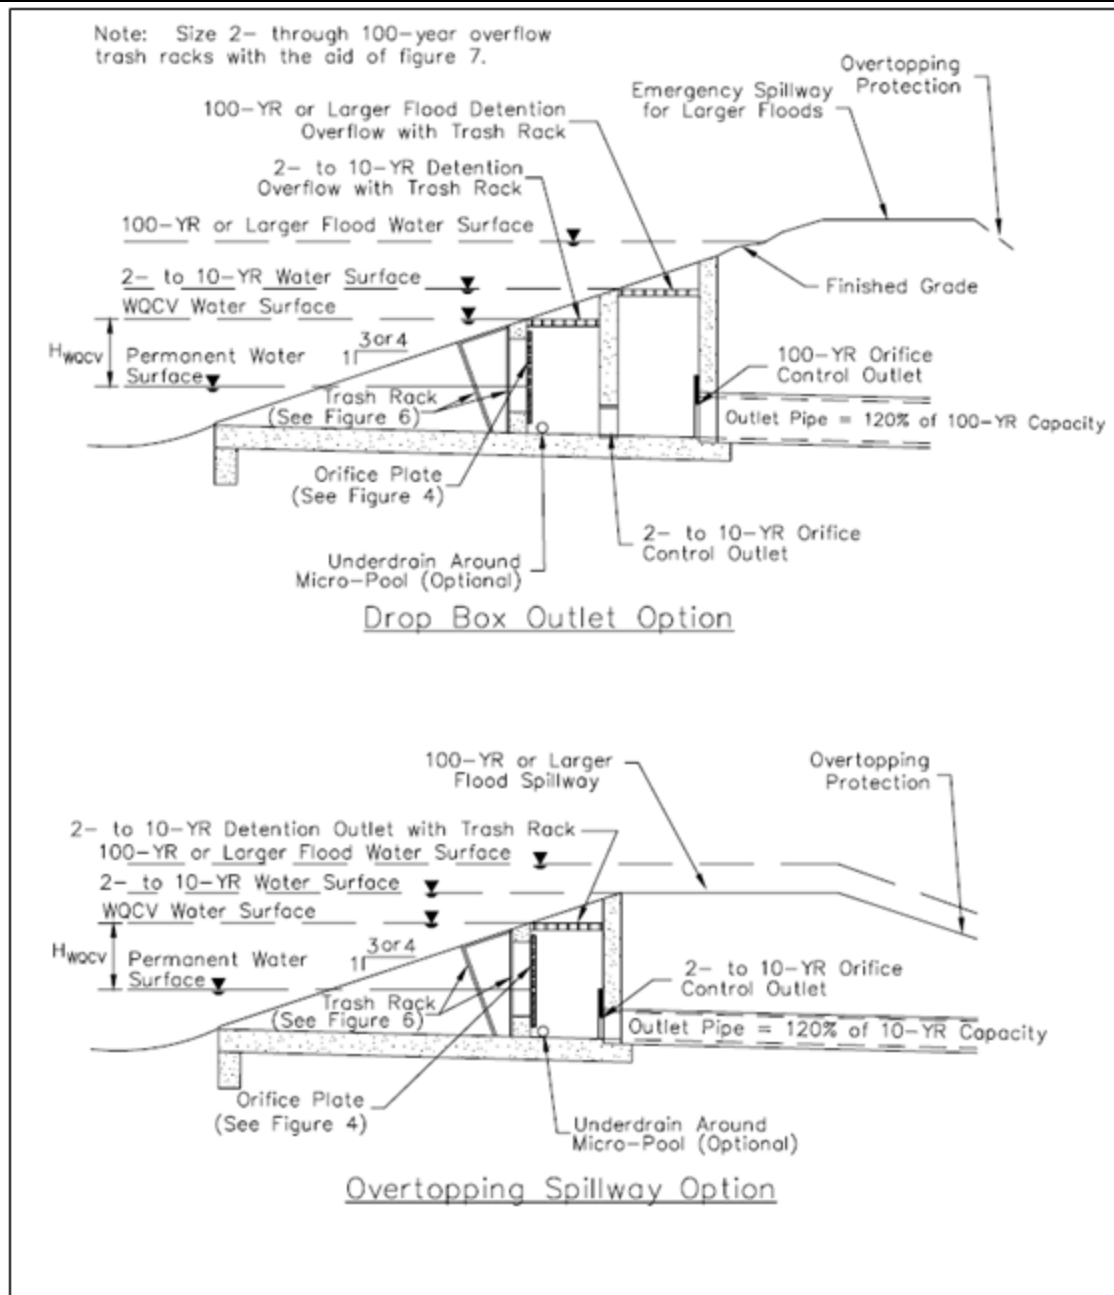 Note: Size 2- through 100-year overflow
trash racks with the aid of figure 7.
Overtopping
Protection
Emergency Spillway
for Larger Floods
100-YR or Larger Flood Detention
Overflow with Trash Rack
2- to 10-YR Detention
Overflow with Trash Rack
100-YR or Larger Flood Water Surface
2- to 10-YR Water Surface
Finished Grade
WQCV Water Surface
3or4
1
HWQCV
Permanent Water
Surface
100-YR Orifice
Control Outlet
Trash Rack
(See Figure 6)
Outlet Pipe = 120% of 100-YR Capacity
Orifice Plate
(See Figure 4)
2- to 10-YR Orifice
Control Outlet
Underdrain Around
Micro-Pool (Optional)
Drop Box Outlet Option
100-YR or Larger
Flood Spillway
Overtopping
Protection
2- to 10-YR Detention Outlet with Trash Rack
100-YR or Larger Flood Water Surface
2- to 10-YR Water Surface
WQCV Water Surface
3or4
1
HWQCV
Permanent Water
Surface
2- to 10-YR Orifice
Control Outlet
Trash Rack
(See Figure 6)
Outlet Pipe = 120% of 10-YR Capacity
Orifice Plate
(See Figure 4)
Underdrain Around
Micro-Pool (Optional)
Overtopping Spillway Option